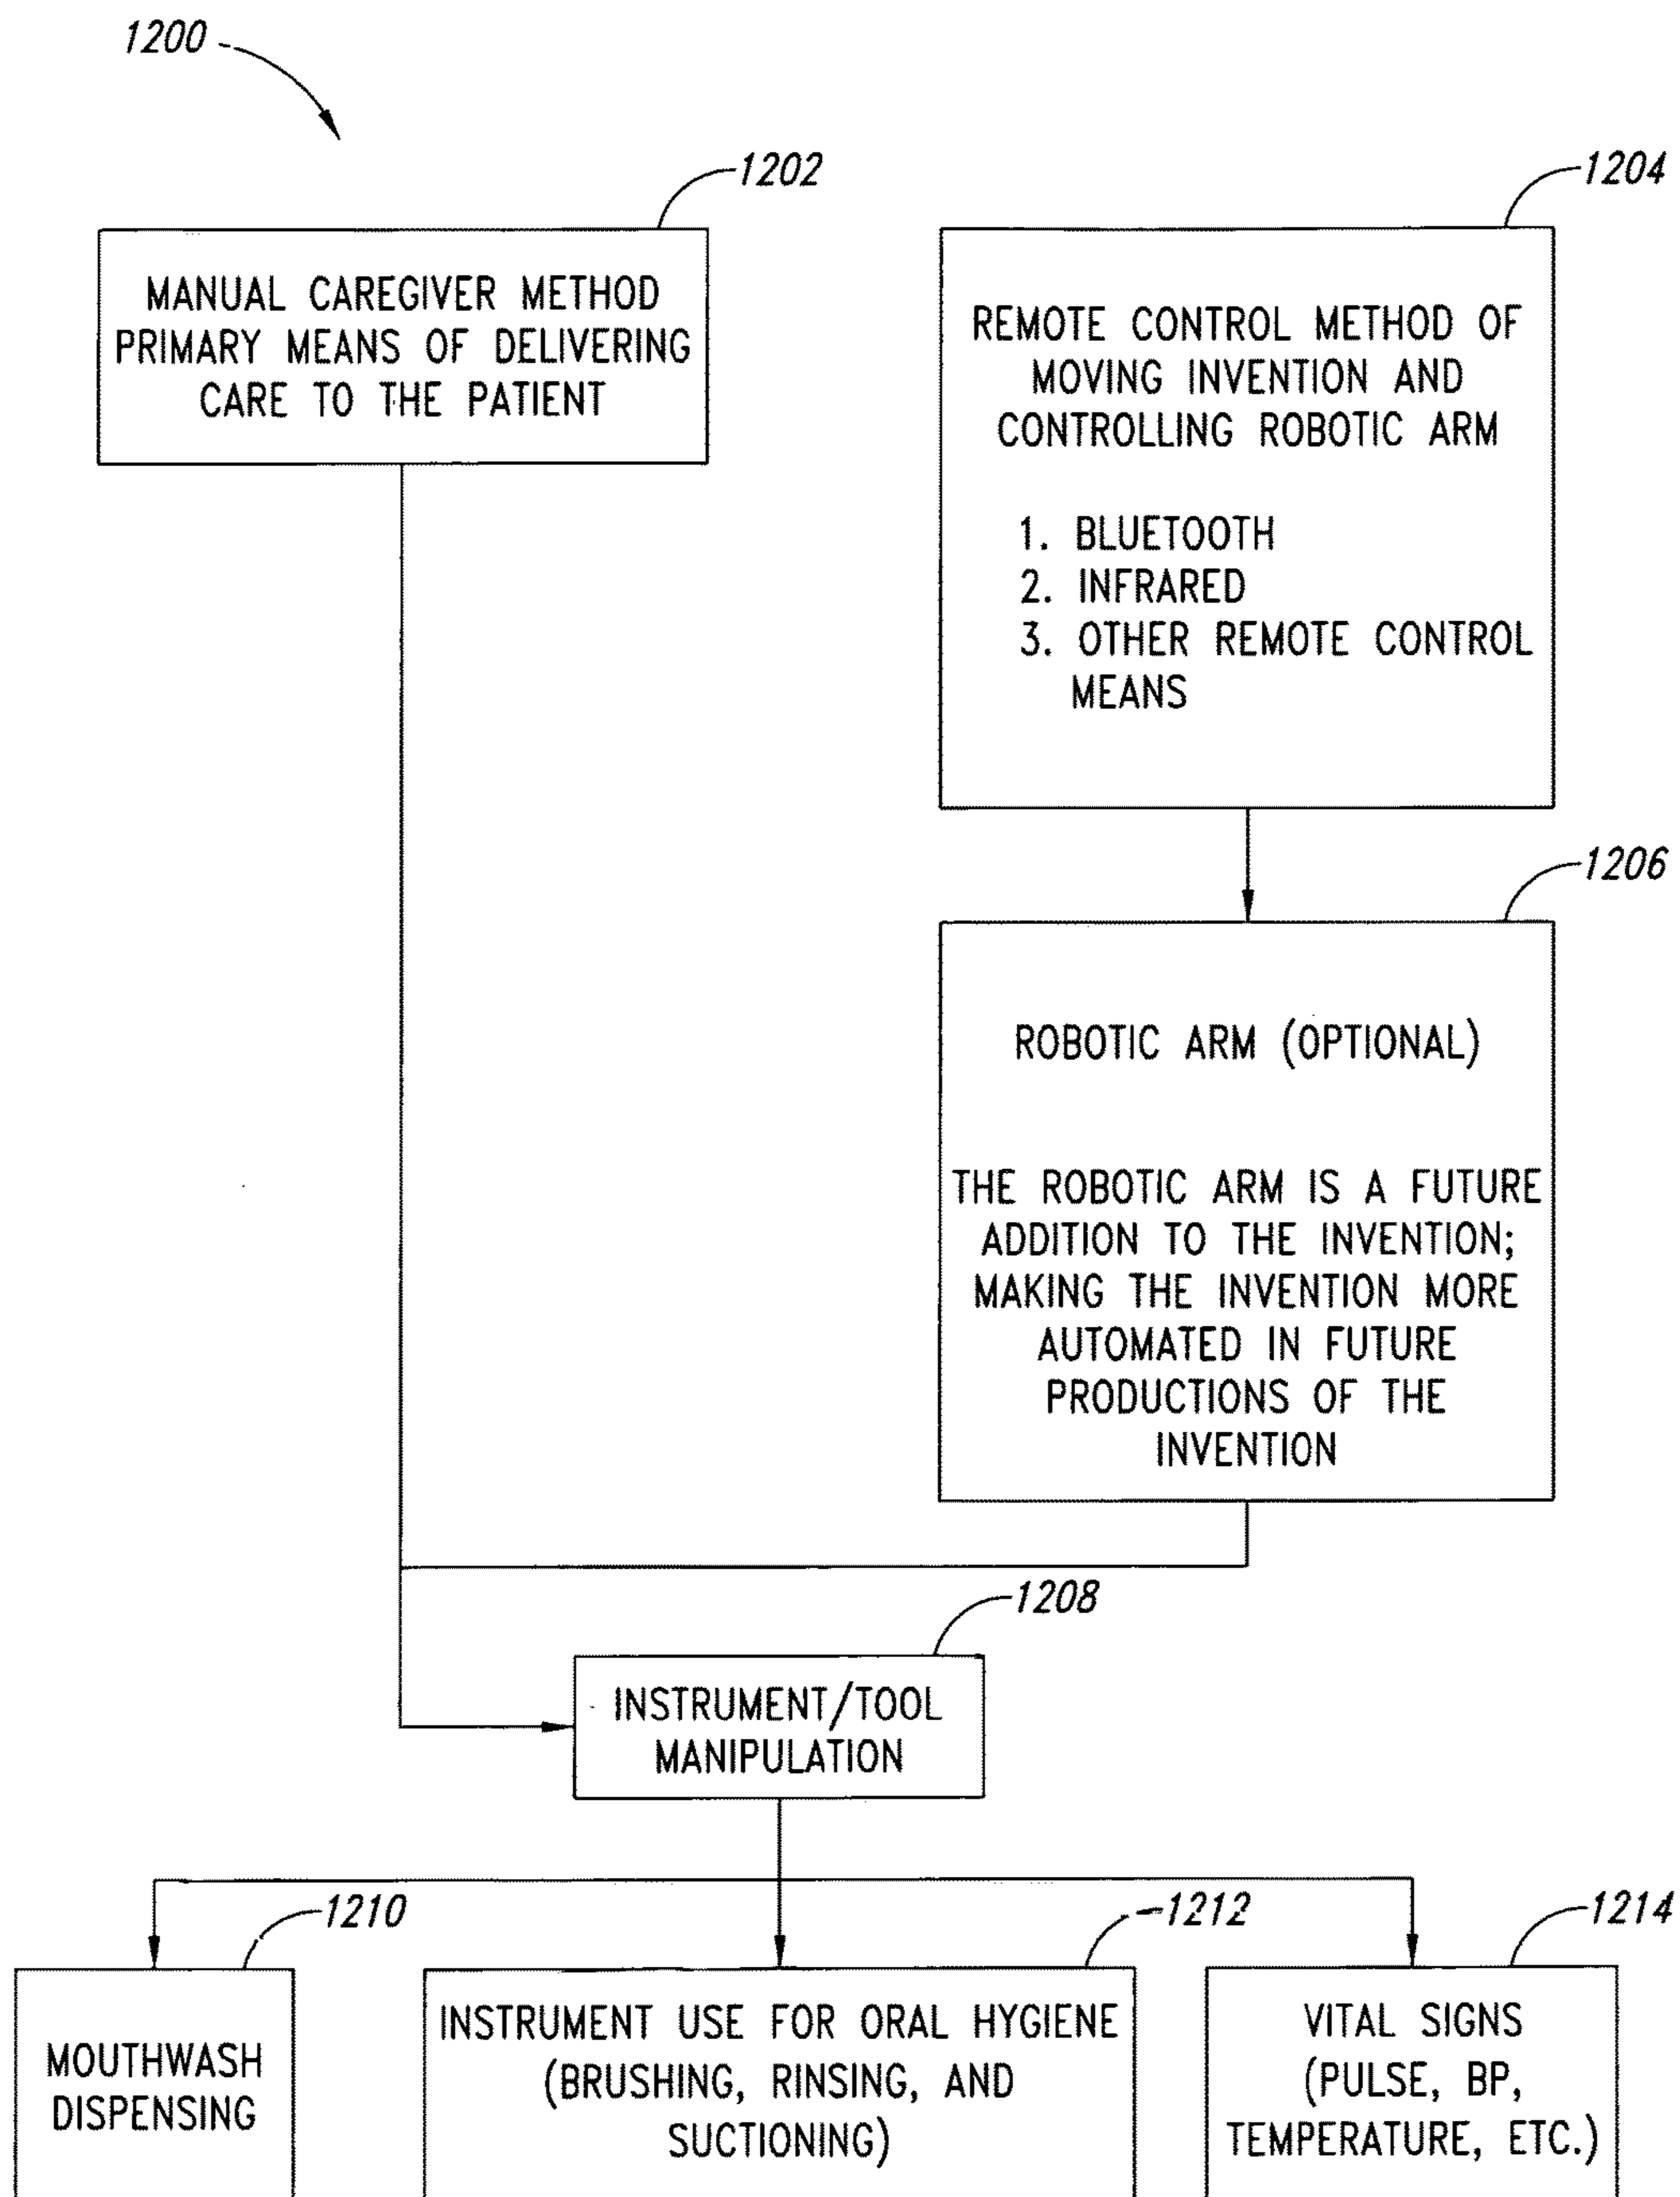 1200
1202
MANUAL CAREGIVER METHOD
PRIMARY MEANS OF DELIVERING
CARE TO THE PATIENT
1204
REMOTE CONTROL METHOD OF
MOVING INVENTION AND
CONTROLLING ROBOTIC ARM
1. BLUETOOTH
2. INFRARED
3. OTHER REMOTE CONTROL
MEANS
1206
ROBOTIC ARM (OPTIONAL)
THE ROBOTIC ARM IS A FUTURE
ADDITION TO THE INVENTION;
MAKING THE INVENTION MORE
AUTOMATED IN FUTURE
PRODUCTIONS OF THE
INVENTION
1208
INSTRUMENT/TOOL
MANIPULATION
1210
MOUTHWASH
DISPENSING
1212
INSTRUMENT USE FOR ORAL HYGIENE
(BRUSHING, RINSING, AND
SUCTIONING)
1214
VITAL SIGNS
(PULSE, BP,
TEMPERATURE, ETC.)